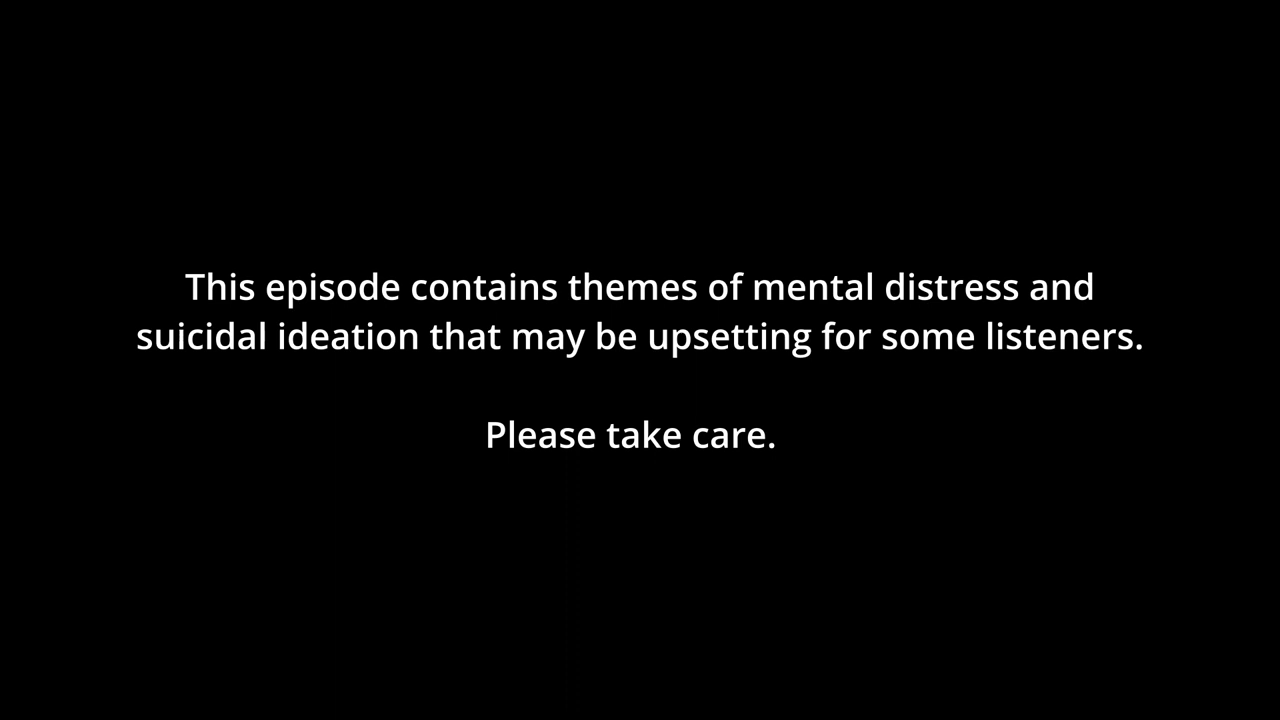 This episode contains themes of mental distress and
suicidal ideation that may be upsetting for some listeners.
Please take care.